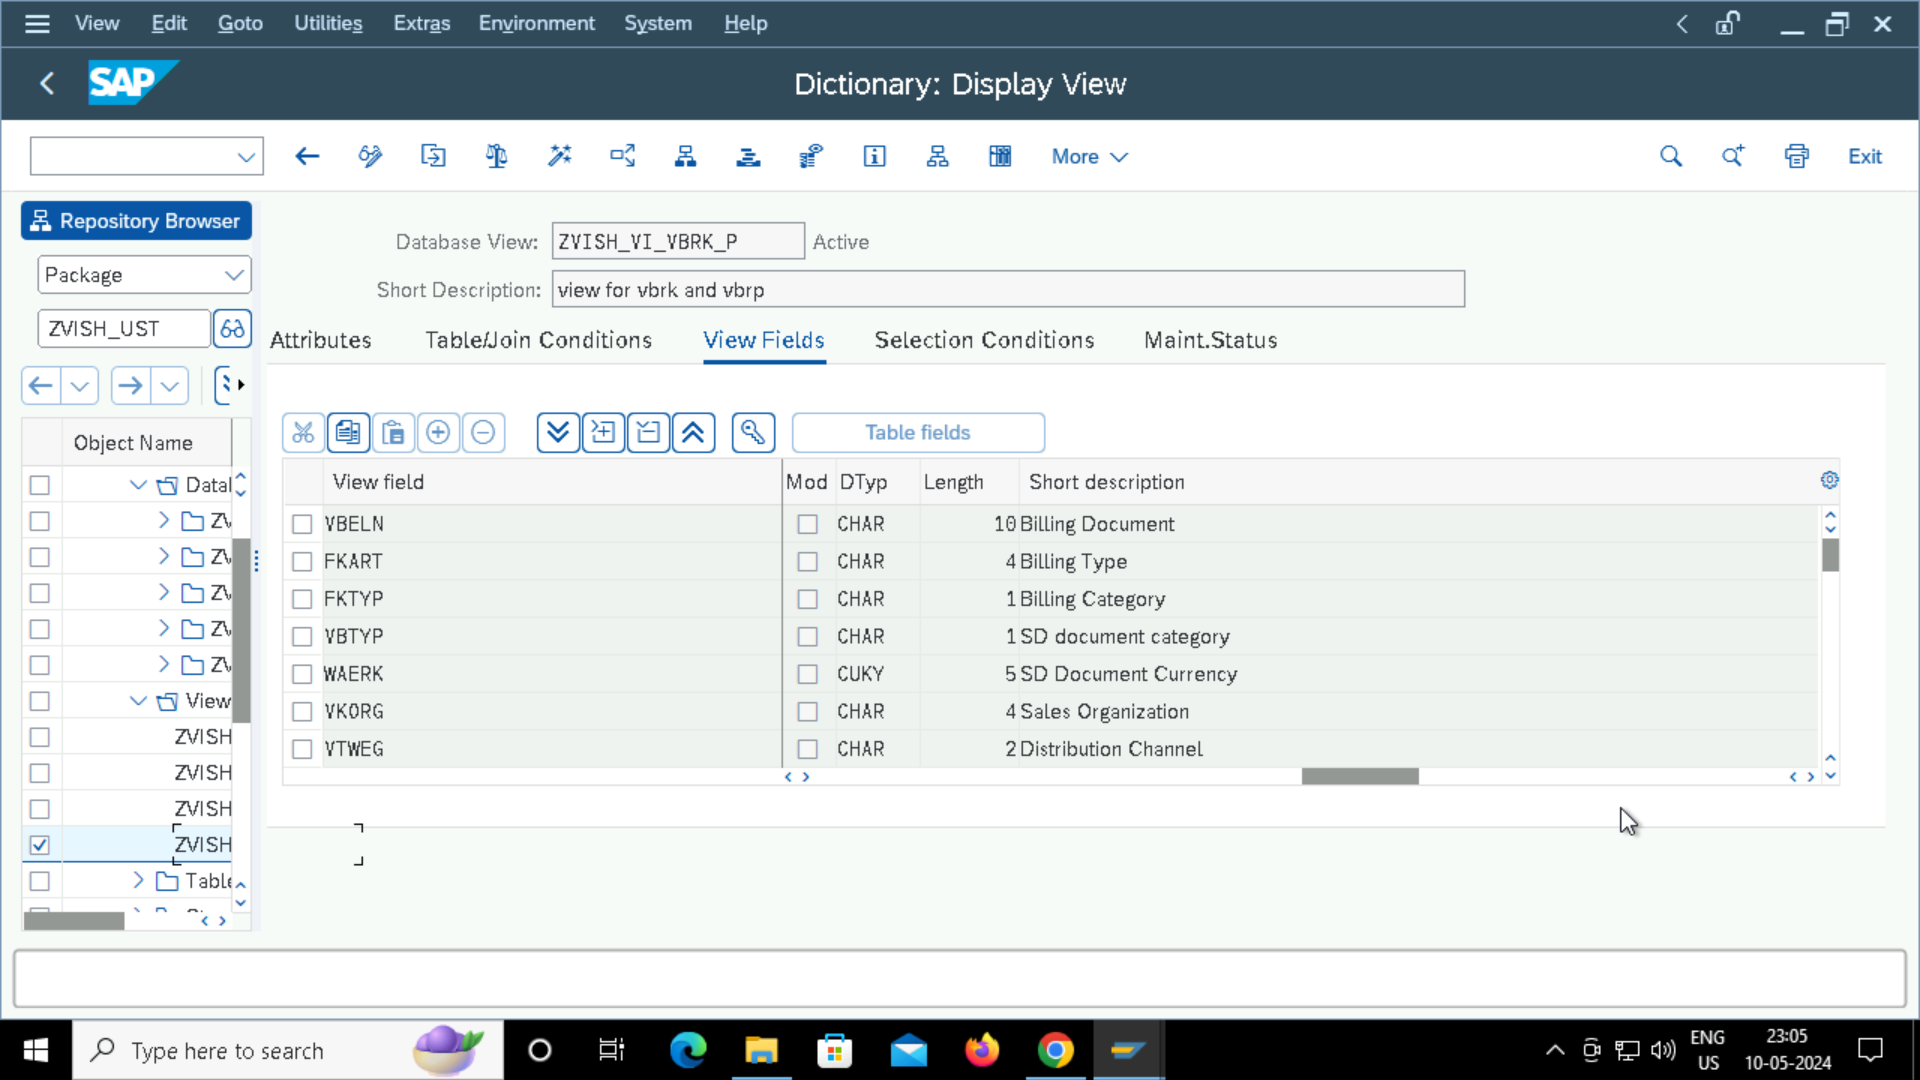 View Edit Goto Utilities Extras Environment System Help
SAP Dictionary: Display View
More Exit
Repository Browser
Package
ZVISH_UST
Object Name
Datal
ZV
ZV
ZV
ZV
ZV
View
ZVISH
ZVISH
ZVISH
ZVISH
Table
Database View: ZVISH_VI_VBRK_P Active
Short Description: view for vbrk and vbrp
Attributes Table/Join Conditions View Fields Selection Conditions Maint.Status
Table fields
View field Mod DTyp Length Short description
VBELN CHAR 10 Billing Document
FKART CHAR 4 Billing Type
FKTYP CHAR 1 Billing Category
VBTYP CHAR 1 SD document category
WAERK CUKY 5 SD Document Currency
VKORG CHAR 4 Sales Organization
VTWEG CHAR 2 Distribution Channel
Type here to search
ENG
US
23:05
10-05-2024